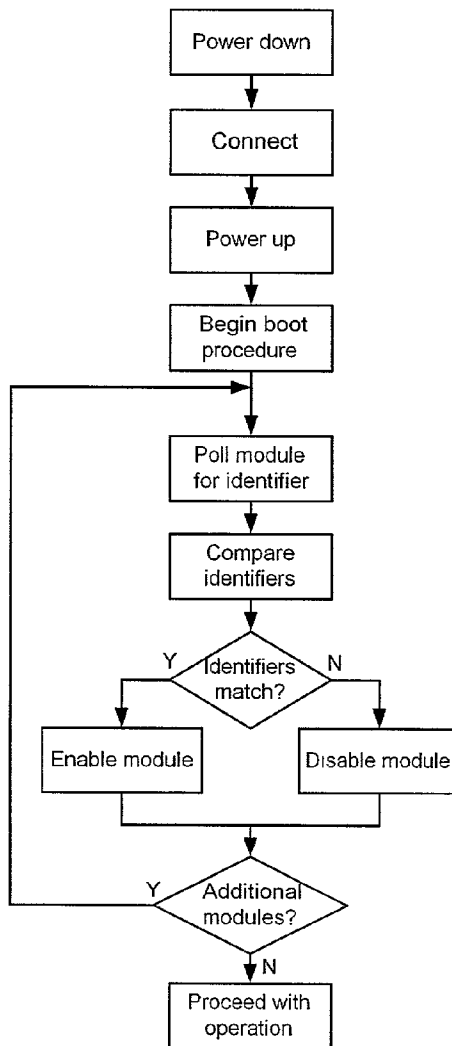 Power down
Connect
Power up
Begin boot
procedure
Poll module
for identifier
Compare
identifiers
Y
Identifiers
match?
N
Enable module
Disable module
Y
Additional
modules?
N
Proceed with
operation